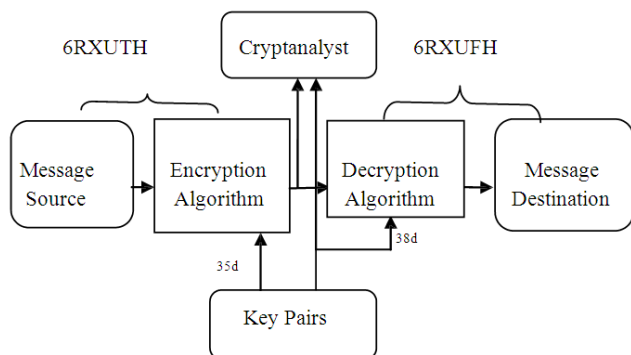 Cryptanalyst
6RXUTH
6RXUFH
Message
Source
Encryption
Algorithm
Decryption
Algorithm
Message
Destination
35d
38d
Key Pairs